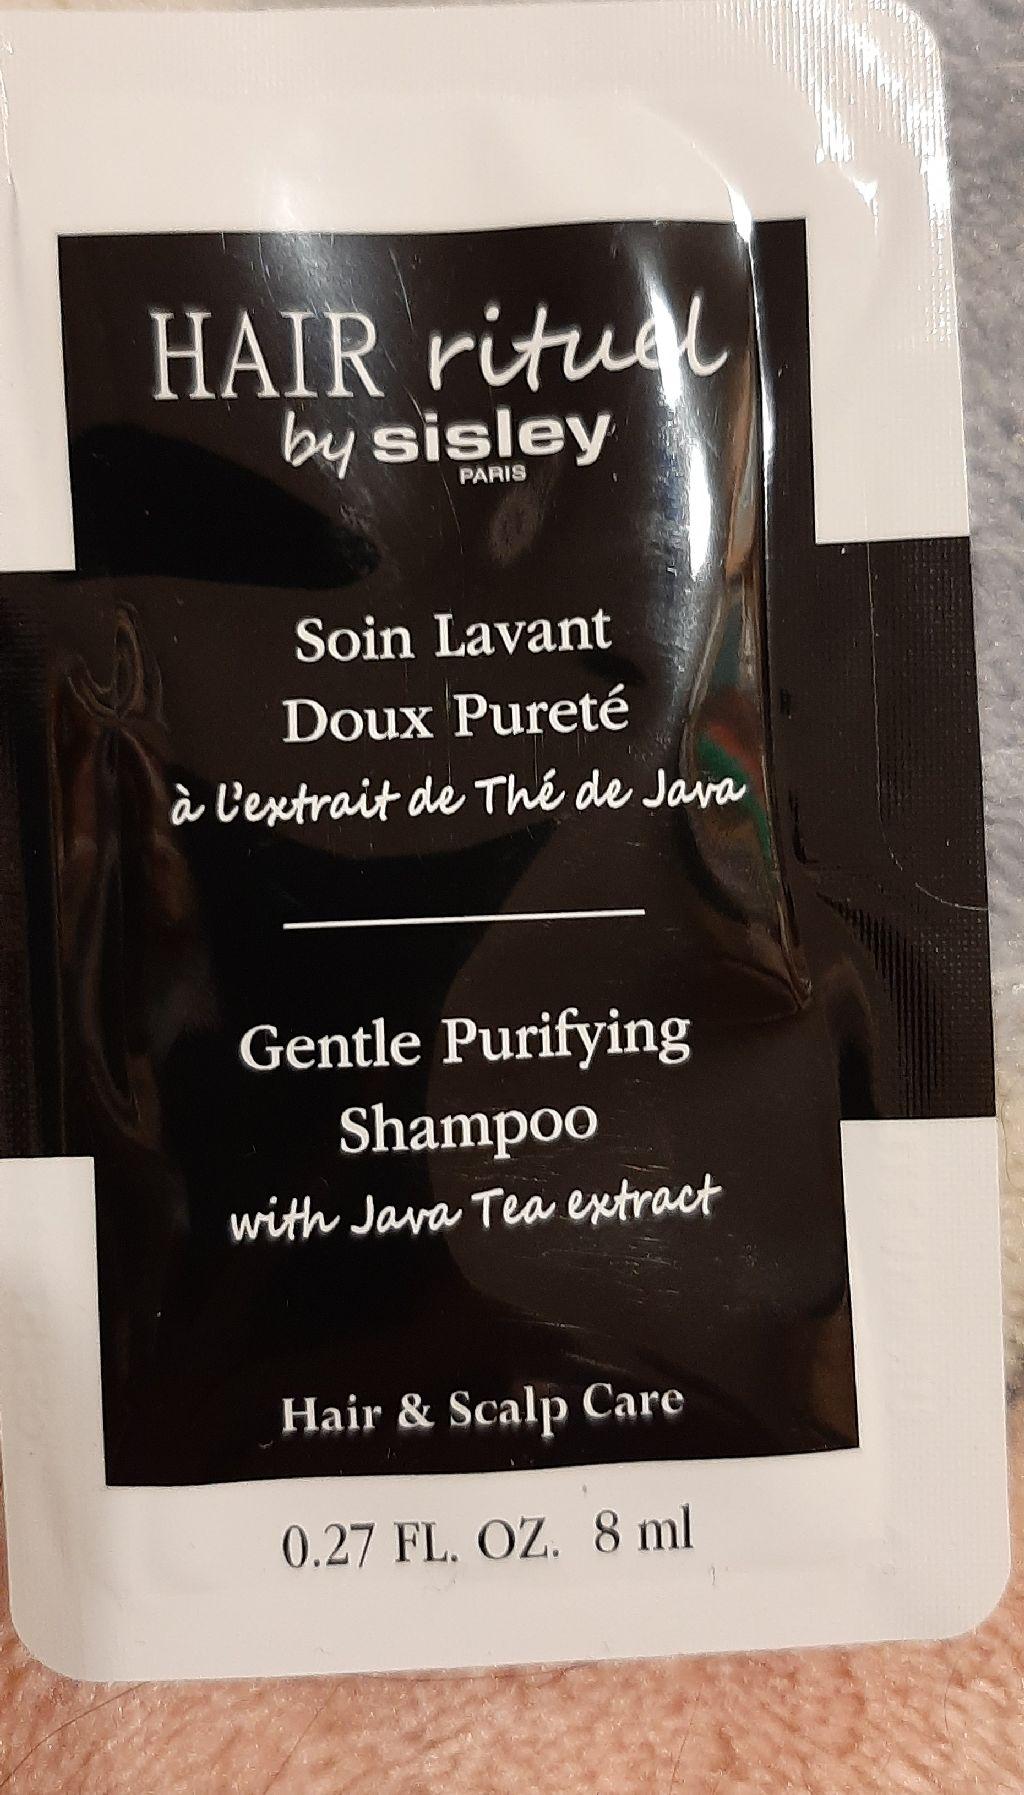 HAIR rituel
by sisley
PARIS
Soin Lavant
Doux Pureté
à l'extrait de Thé de Java
Gentle Purifying
Shampoo
with Java Tea extract
Hair & Scalp Care
0.27 FL. OZ. 8 ml